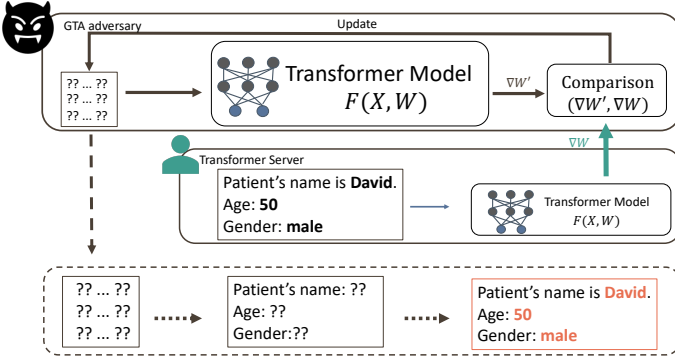 GTA adversary
Update
?? ... ??
?? ... ??
?? ... ??
Transformer Model
F(X,W)
∇W'
Comparison
(∇W',∇W)
∇W
Transformer Server
Patient's name is David.
Age: 50
Gender: male
Transformer Model
F(X,W)
?? ... ??
?? ... ??
?? ... ??
Patient's name: ??
Age: ??
Gender:??
Patient's name is David.
Age: 50
Gender: male